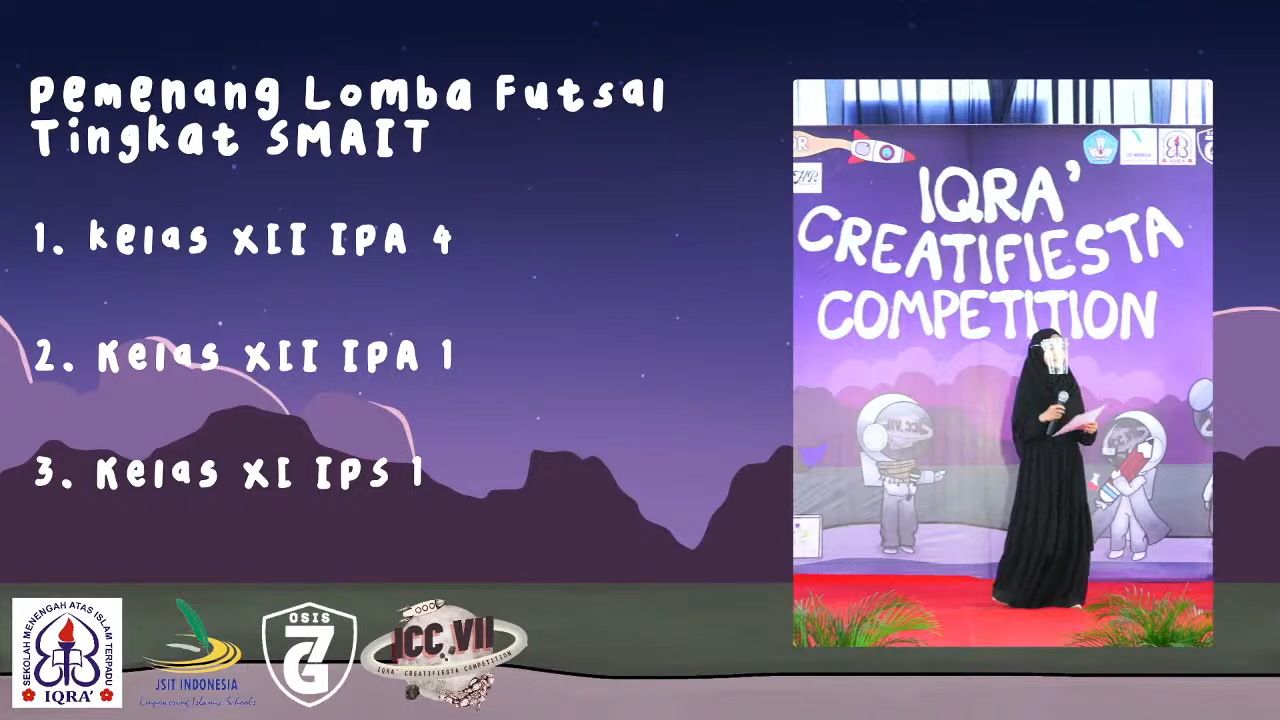 Pemenang Lomba Futsal
Tingkat SMAIT
1. kelas XII IPA 4
2. Kelas XII IPA 1
3. Kelas XI IPS 1
IQRA'
CREATIFIESTA
COMPETITION
SEKOLAH MENENGAH ATAS ISLAM TERPADU
IQRA'
JSIT INDONESIA
Empowering Islamic Schools
OSIS
7G
ICC.VII
IQRA' CREATIFIESTA COMPETITION